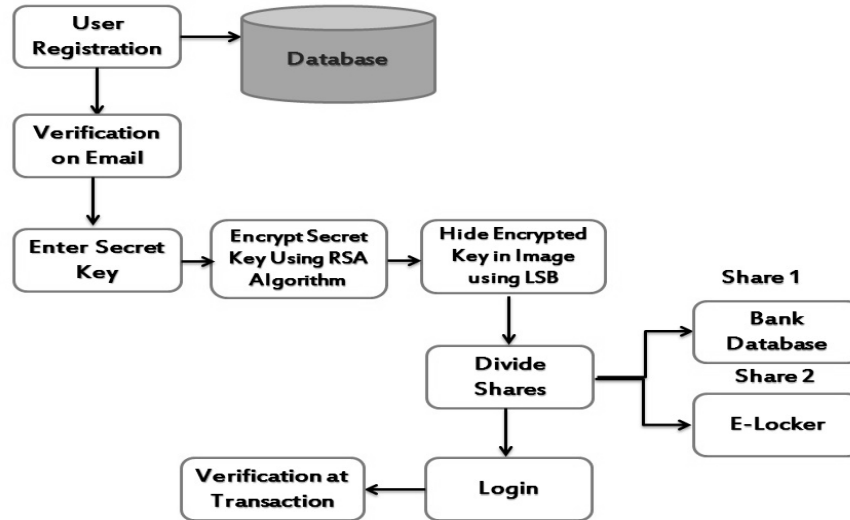 User
Registration
Database
Verification
on Email
Enter Secret
Key
Encrypt Secret
Key Using RSA
Algorithm
Hide Encrypted
Key in Image
using LSB
Share 1
Bank
Database
Divide
Shares
Share 2
E-Locker
Login
Verification at
Transaction